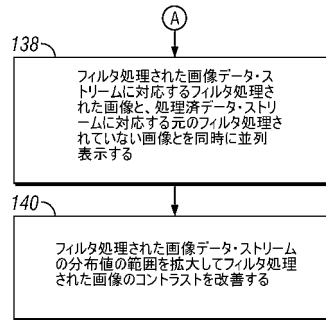 A
138
フィルタ処理された画像データ・ス
トリームに対応するフィルタ処理さ
れた画像と、処理済データ・ストリ
ームに対応する元のフィルタ処理さ
れていない画像とを同時に並列
表示する
140
フィルタ処理された画像データ・ストリーム
の分布値の範囲を拡大してフィルタ処理
された画像のコントラストを改善する